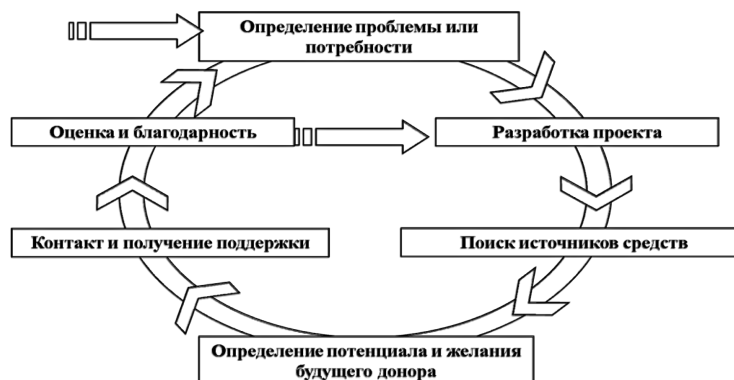 Определение проблемы или
потребности
Оценка и благодарность
Разработка проекта
Контакт и получение поддержки
Поиск источников средств
Определение потенциала и желания
будущего донора